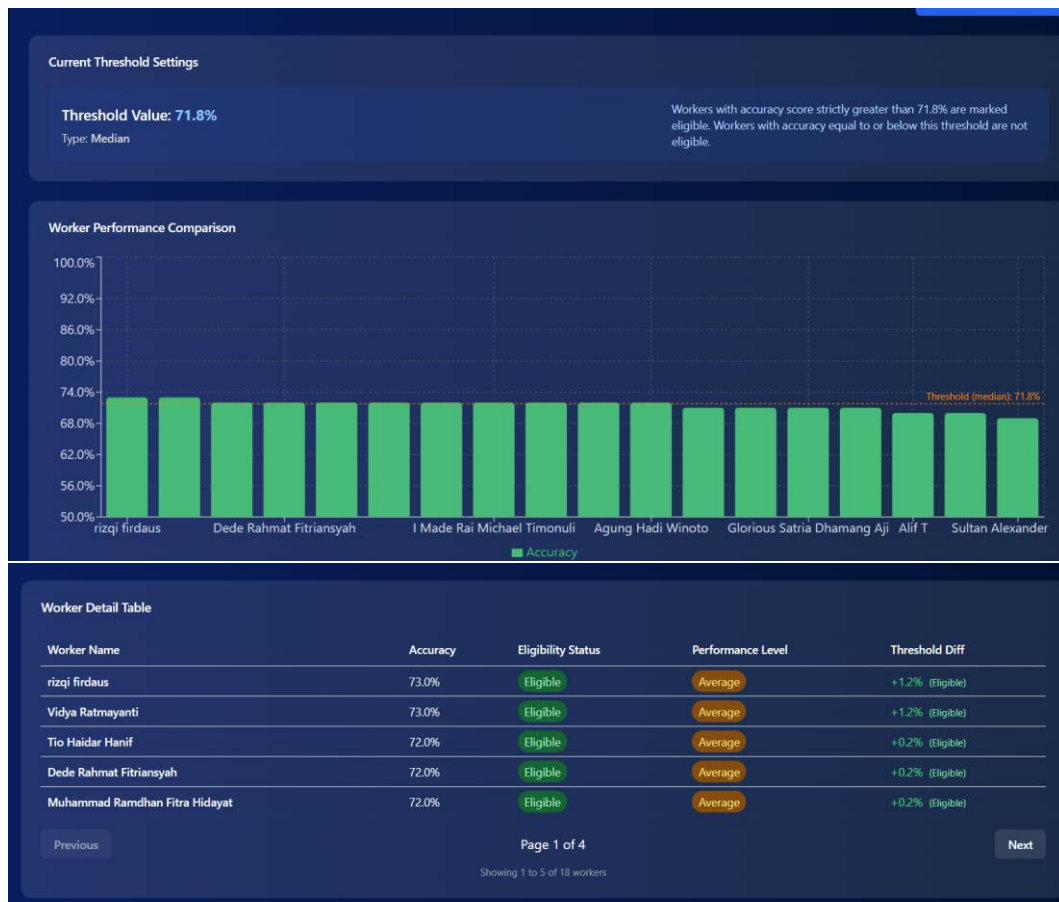 Current Threshold Settings
Threshold Value: 71.8%
Type: Median
Workers with accuracy score strictly greater than 71.8% are marked
eligible. Workers with accuracy equal to or below this threshold are not
eligible.
Worker Performance Comparison
100.0%
92.0%
86.0%
80.0%
74.0%
68.0%
62.0%
56.0%
50.0%
Threshold (median): 71.8%
rizqi firdaus Dede Rahmat Fitriansyah I Made Rai Michael Timonuli Agung Hadi Winoto Glorious Satria Dhamang Aji Alif T Sultan Alexander
Accuracy
Worker Detail Table
Worker Name Accuracy Eligibility Status Performance Level Threshold Diff
rizqi firdaus 73.0% Eligible Average +1.2% (Eligible)
Vidya Ratmayanti 73.0% Eligible Average +1.2% (Eligible)
Tio Haidar Hanif 72.0% Eligible Average +0.2% (Eligible)
Dede Rahmat Fitriansyah 72.0% Eligible Average +0.2% (Eligible)
Muhammad Ramdhan Fitra Hidayat 72.0% Eligible Average +0.2% (Eligible)
Previous Page 1 of 4 Next
Showing 1 to 5 of 18 workers